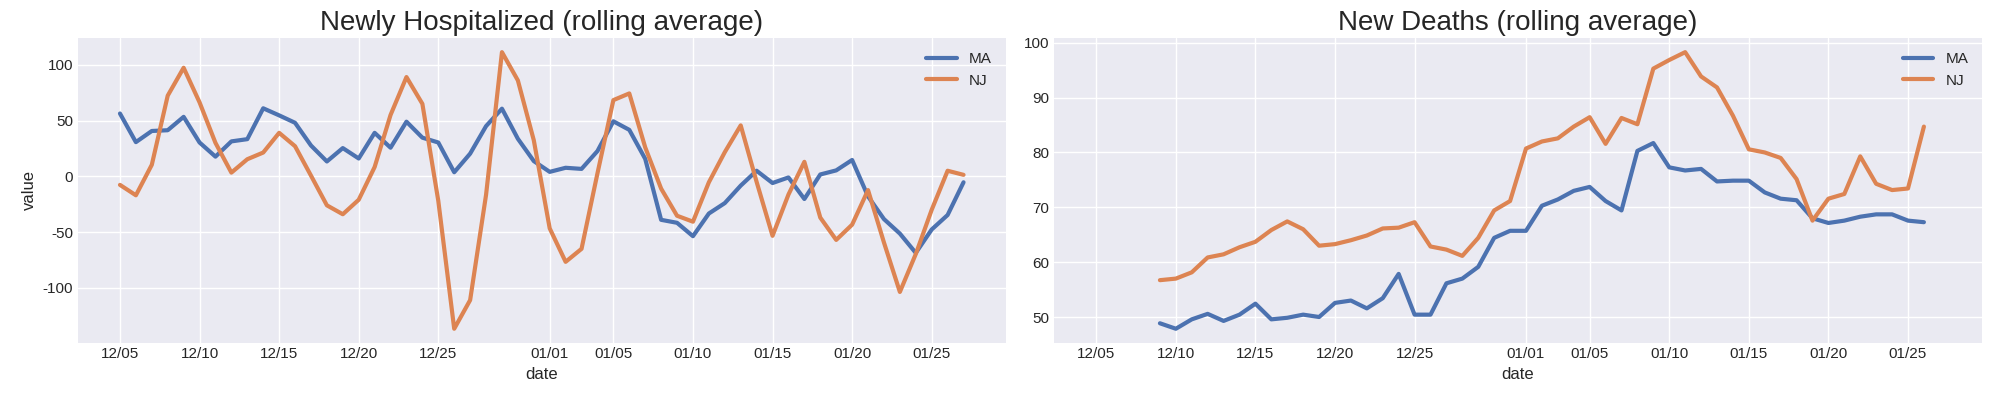 Newly Hospitalized (rolling average)
MA
NJ
100
50
0
-50
-100
value
12/05 12/10 12/15 12/20 12/25 01/01 01/05 01/10 01/15 01/20 01/25
date
New Deaths (rolling average)
MA
NJ
100
90
80
70
60
50
12/05 12/10 12/15 12/20 12/25 01/01 01/05 01/10 01/15 01/20 01/25
date